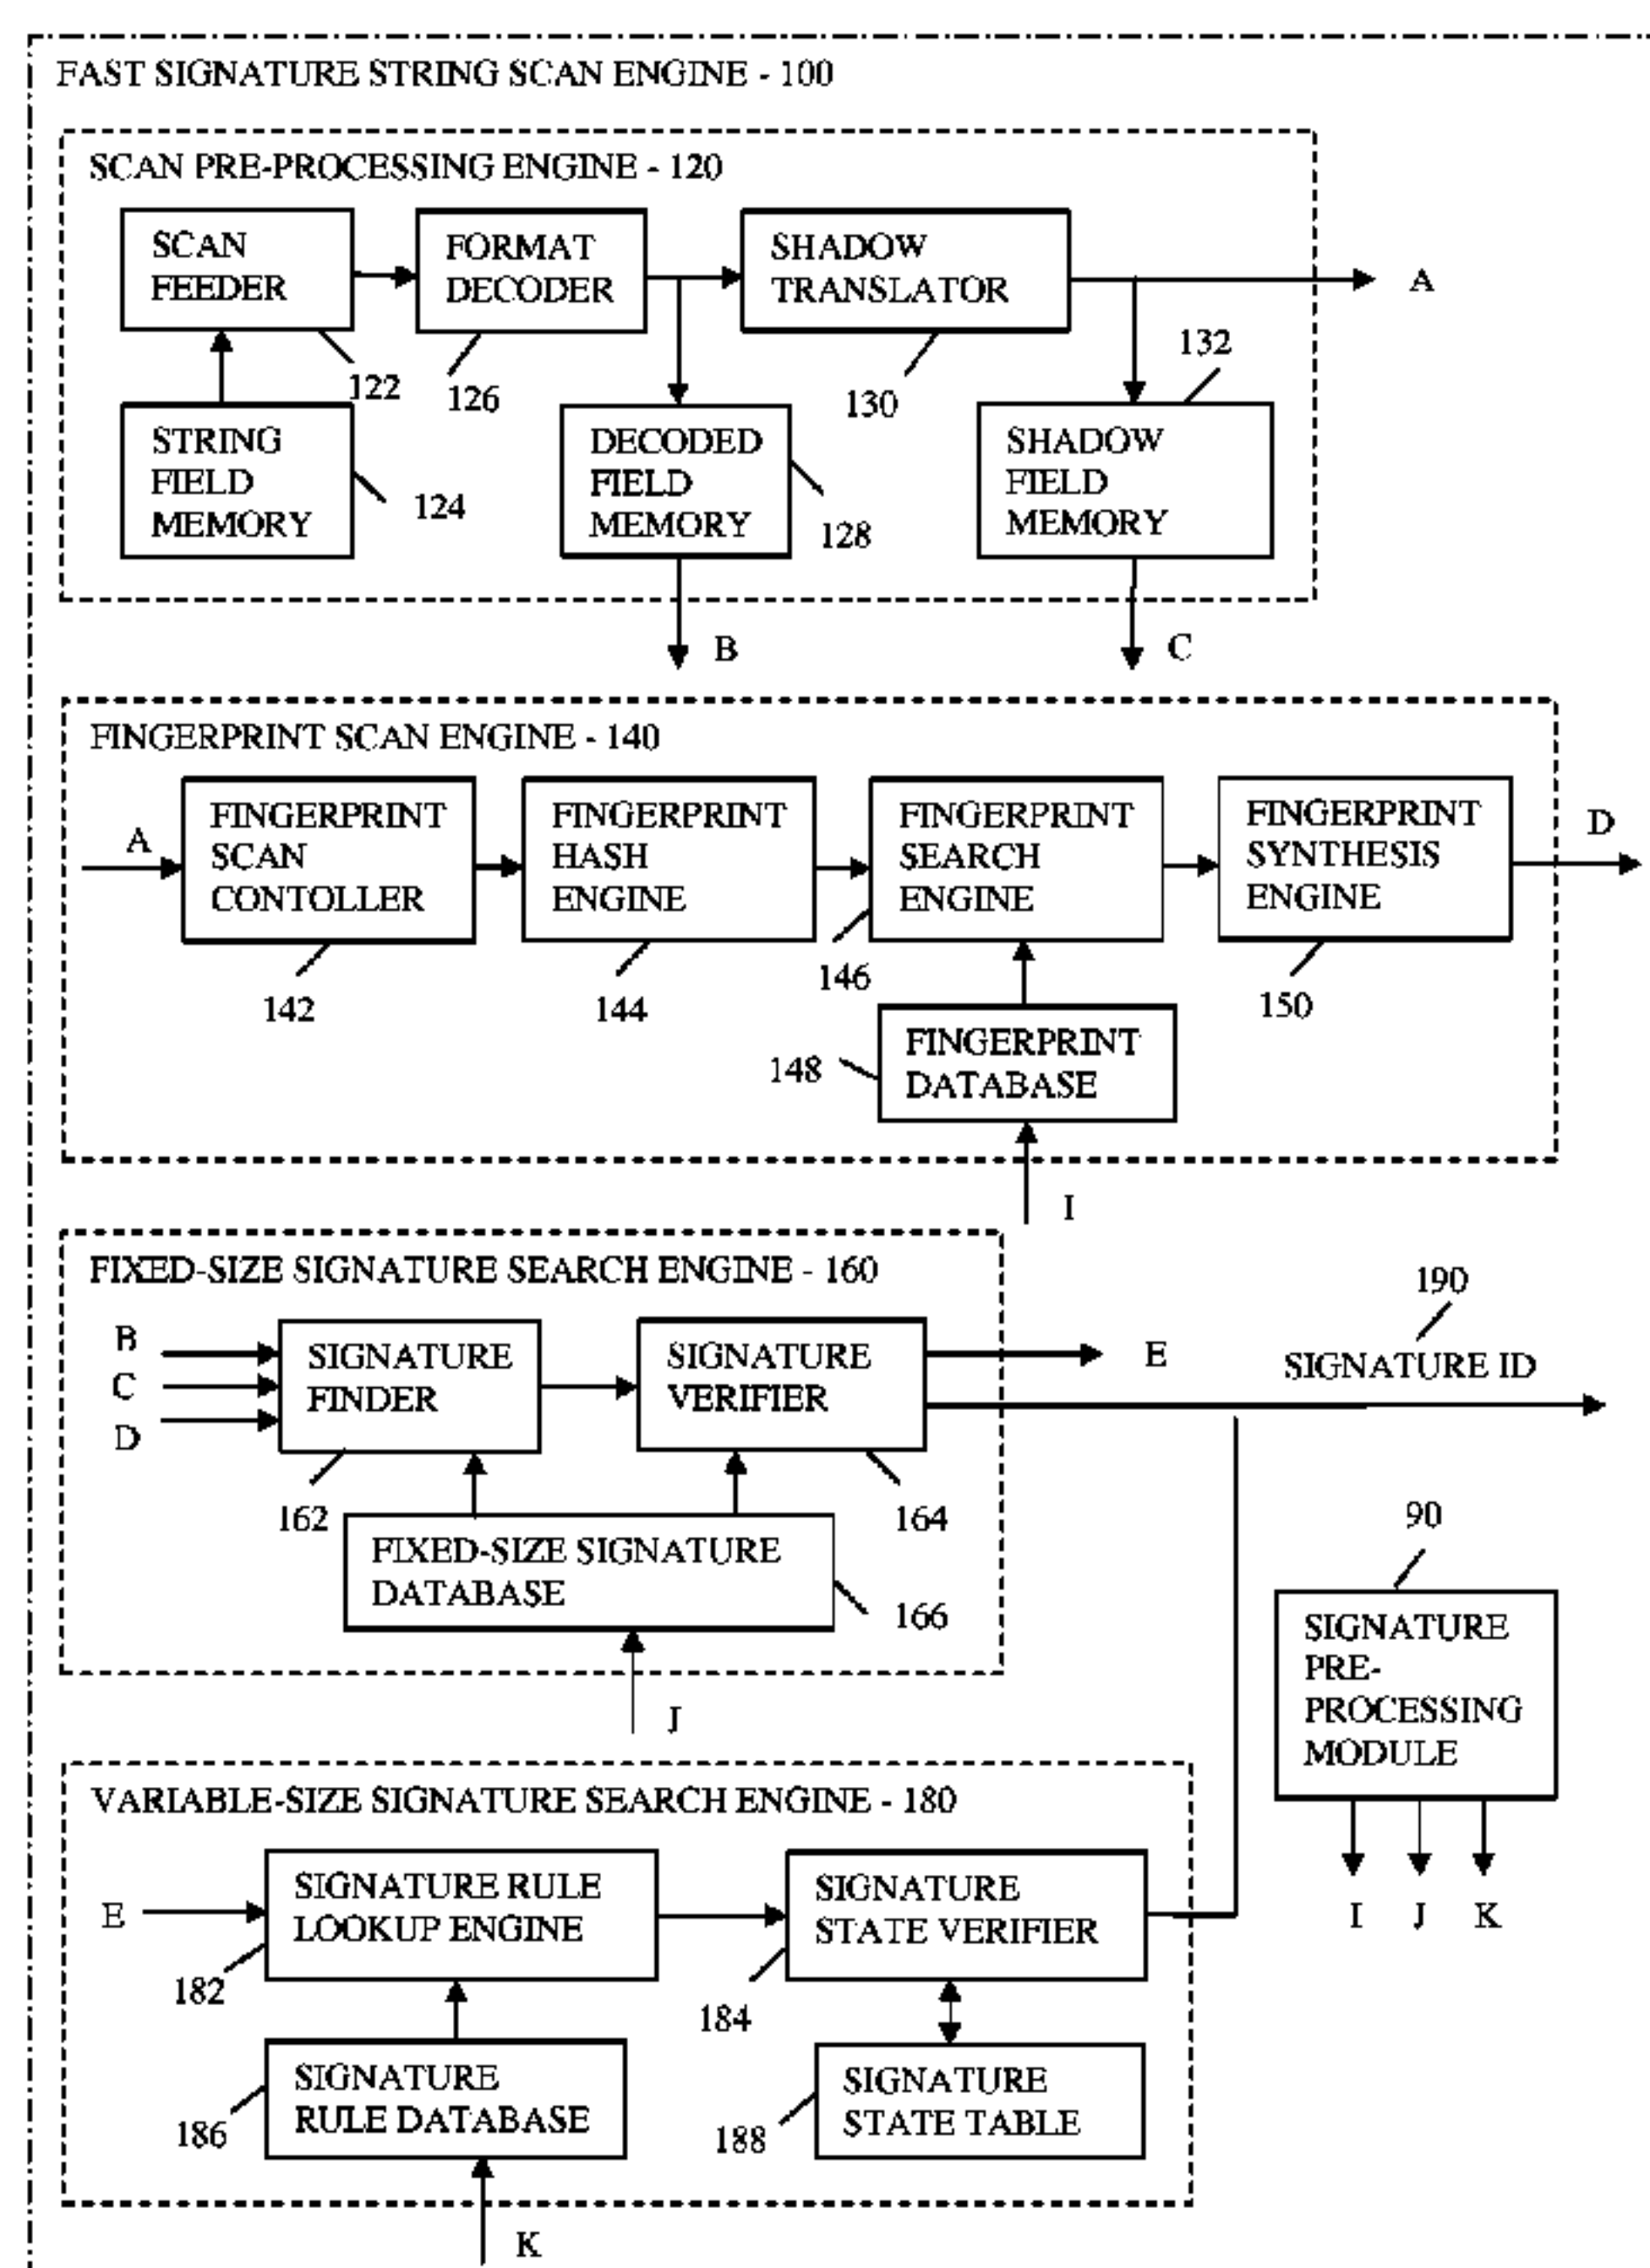 FAST SIGNATURE STRING SCAN ENGINE - 100
SCAN PRE-PROCESSING ENGINE - 120
SCAN
FEEDER
122
STRING
FIELD
MEMORY
124
FORMAT
DECODER
126
DECODED
FIELD
MEMORY
128
B
SHADOW
TRANSLATOR
130
A
132
SHADOW
FIELD
MEMORY
C
FINGERPRINT SCAN ENGINE - 140
A
FINGERPRINT
SCAN
CONTOLLER
142
FINGERPRINT
HASH
ENGINE
144
FINGERPRINT
SEARCH
ENGINE
146
FINGERPRINT
SYNTHESIS
ENGINE
150
D
148
FINGERPRINT
DATABASE
I
FIXED-SIZE SIGNATURE SEARCH ENGINE - 160
B
C
D
SIGNATURE
FINDER
162
SIGNATURE
VERIFIER
164
E
190
SIGNATURE ID
FIXED-SIZE SIGNATURE
DATABASE
166
J
90
SIGNATURE
PRE-
PROCESSING
MODULE
I J K
VARIABLE-SIZE SIGNATURE SEARCH ENGINE - 180
E
SIGNATURE RULE
LOOKUP ENGINE
182
SIGNATURE
STATE VERIFIER
184
SIGNATURE
RULE DATABASE
186
SIGNATURE
STATE TABLE
188
K